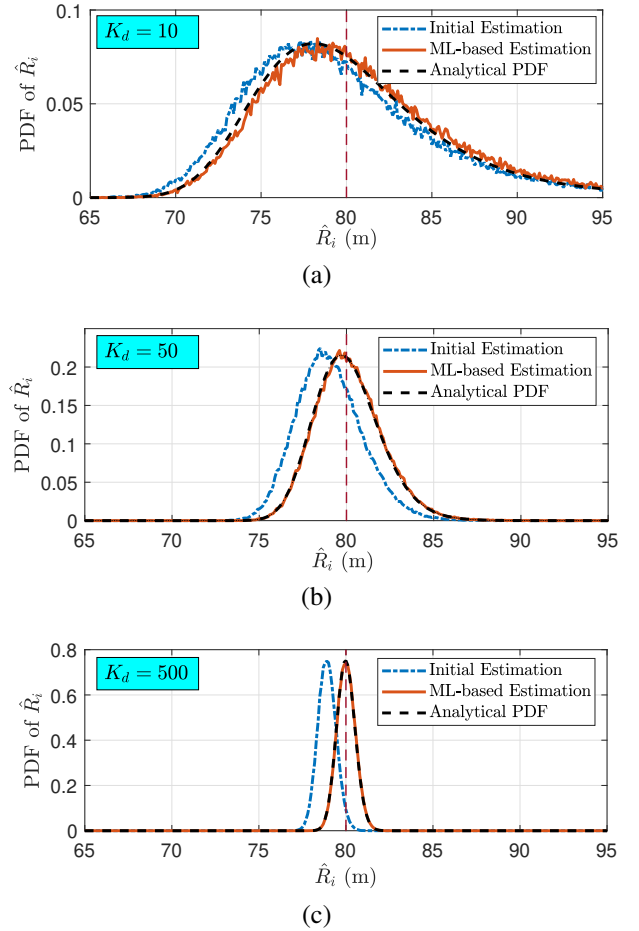 0.1
K_d = 10
Initial Estimation
ML-based Estimation
Analytical PDF
0.05
0
PDF of R̂_i
65 70 75 80 85 90 95
R̂_i (m)
(a)
K_d = 50
Initial Estimation
ML-based Estimation
Analytical PDF
0.2
0.15
0.1
0.05
0
PDF of R̂_i
65 70 75 80 85 90 95
R̂_i (m)
(b)
0.8
K_d = 500
Initial Estimation
ML-based Estimation
Analytical PDF
0.6
0.4
0.2
0
PDF of R̂_i
65 70 75 80 85 90 95
R̂_i (m)
(c)